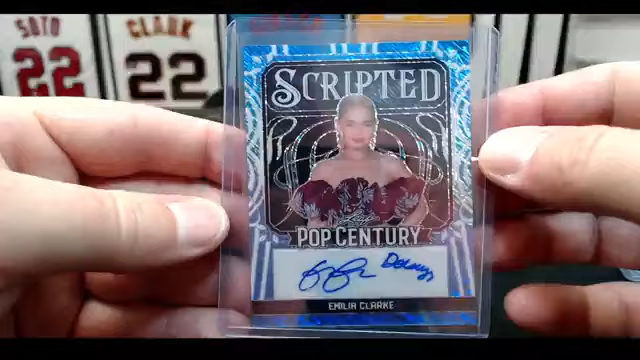 SOTO
CLARK
22
22
SCRIPTED
POP CENTURY
EMILIA CLARKE